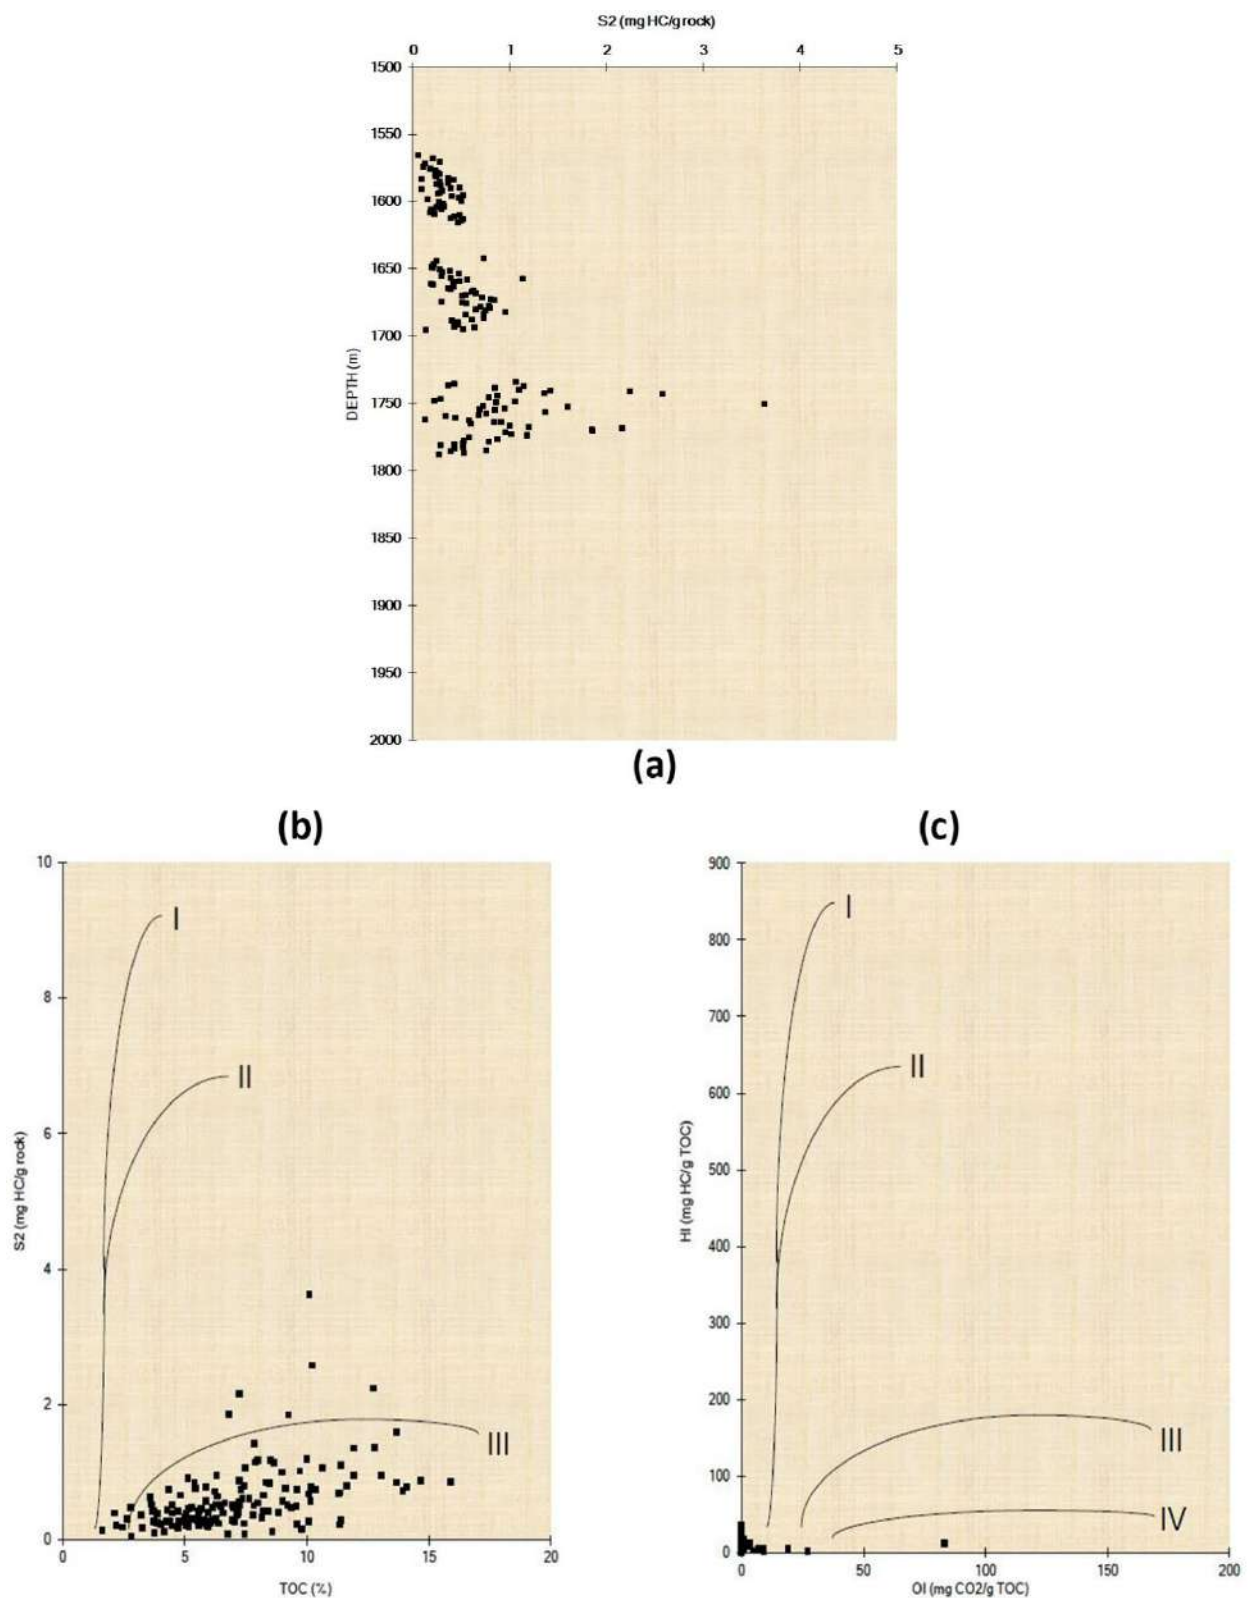 S2 (mg HC/g rock)
0 1 2 3 4 5
1500
1550
1600
1650
1700
DEPTH (m)
1750
1800
1850
1900
1950
2000
(a)
(b)
10
I
8
II
6
S2 (mg HC/g rock)
4
2
III
0
0 5 10 15 20
TOC (%)
(c)
900
I
800
700
II
600
500
HI (mg HC/g TOC)
400
300
200
III
100
IV
0
0 50 100 150 200
OI (mg CO2/g TOC)